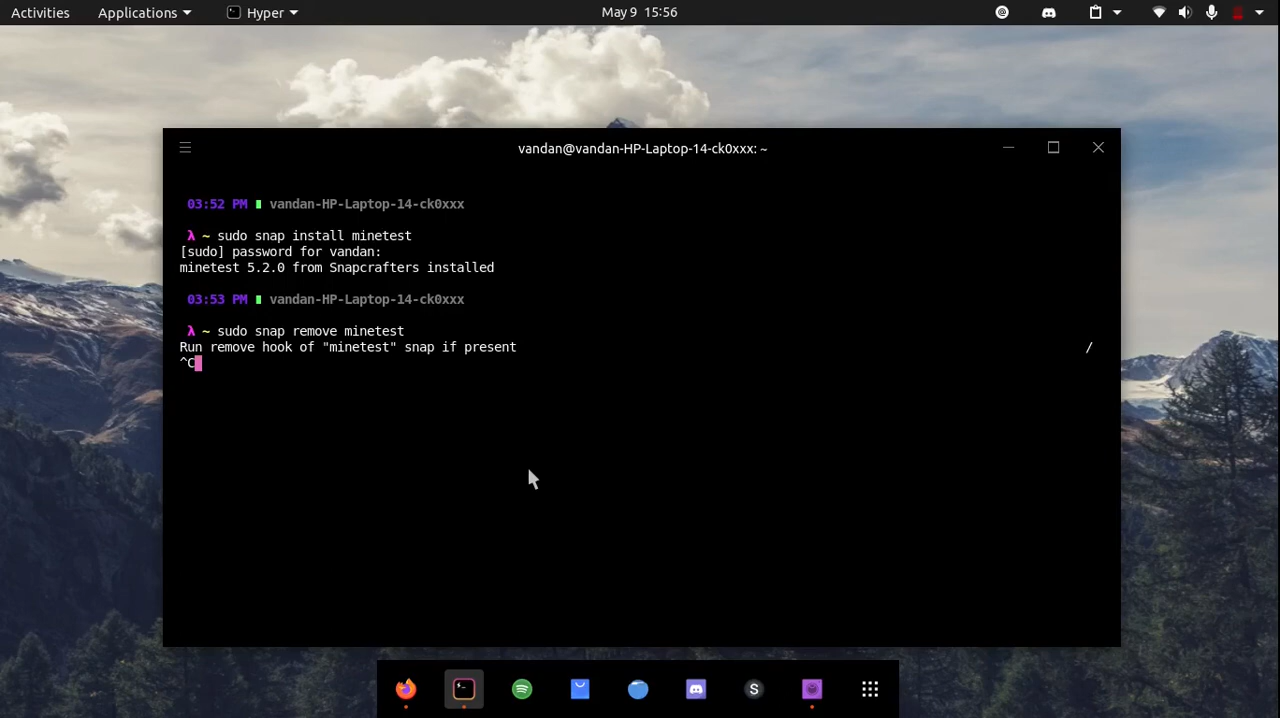 Activities Applications Hyper May 9 15:56
vandan@vandan-HP-Laptop-14-ck0xxx: ~
03:52 PM vandan-HP-Laptop-14-ck0xxx
λ ~ sudo snap install minetest
[sudo] password for vandan:
minetest 5.2.0 from Snapcrafters installed
03:53 PM vandan-HP-Laptop-14-ck0xxx
λ ~ sudo snap remove minetest
Run remove hook of "minetest" snap if present /
^C
S